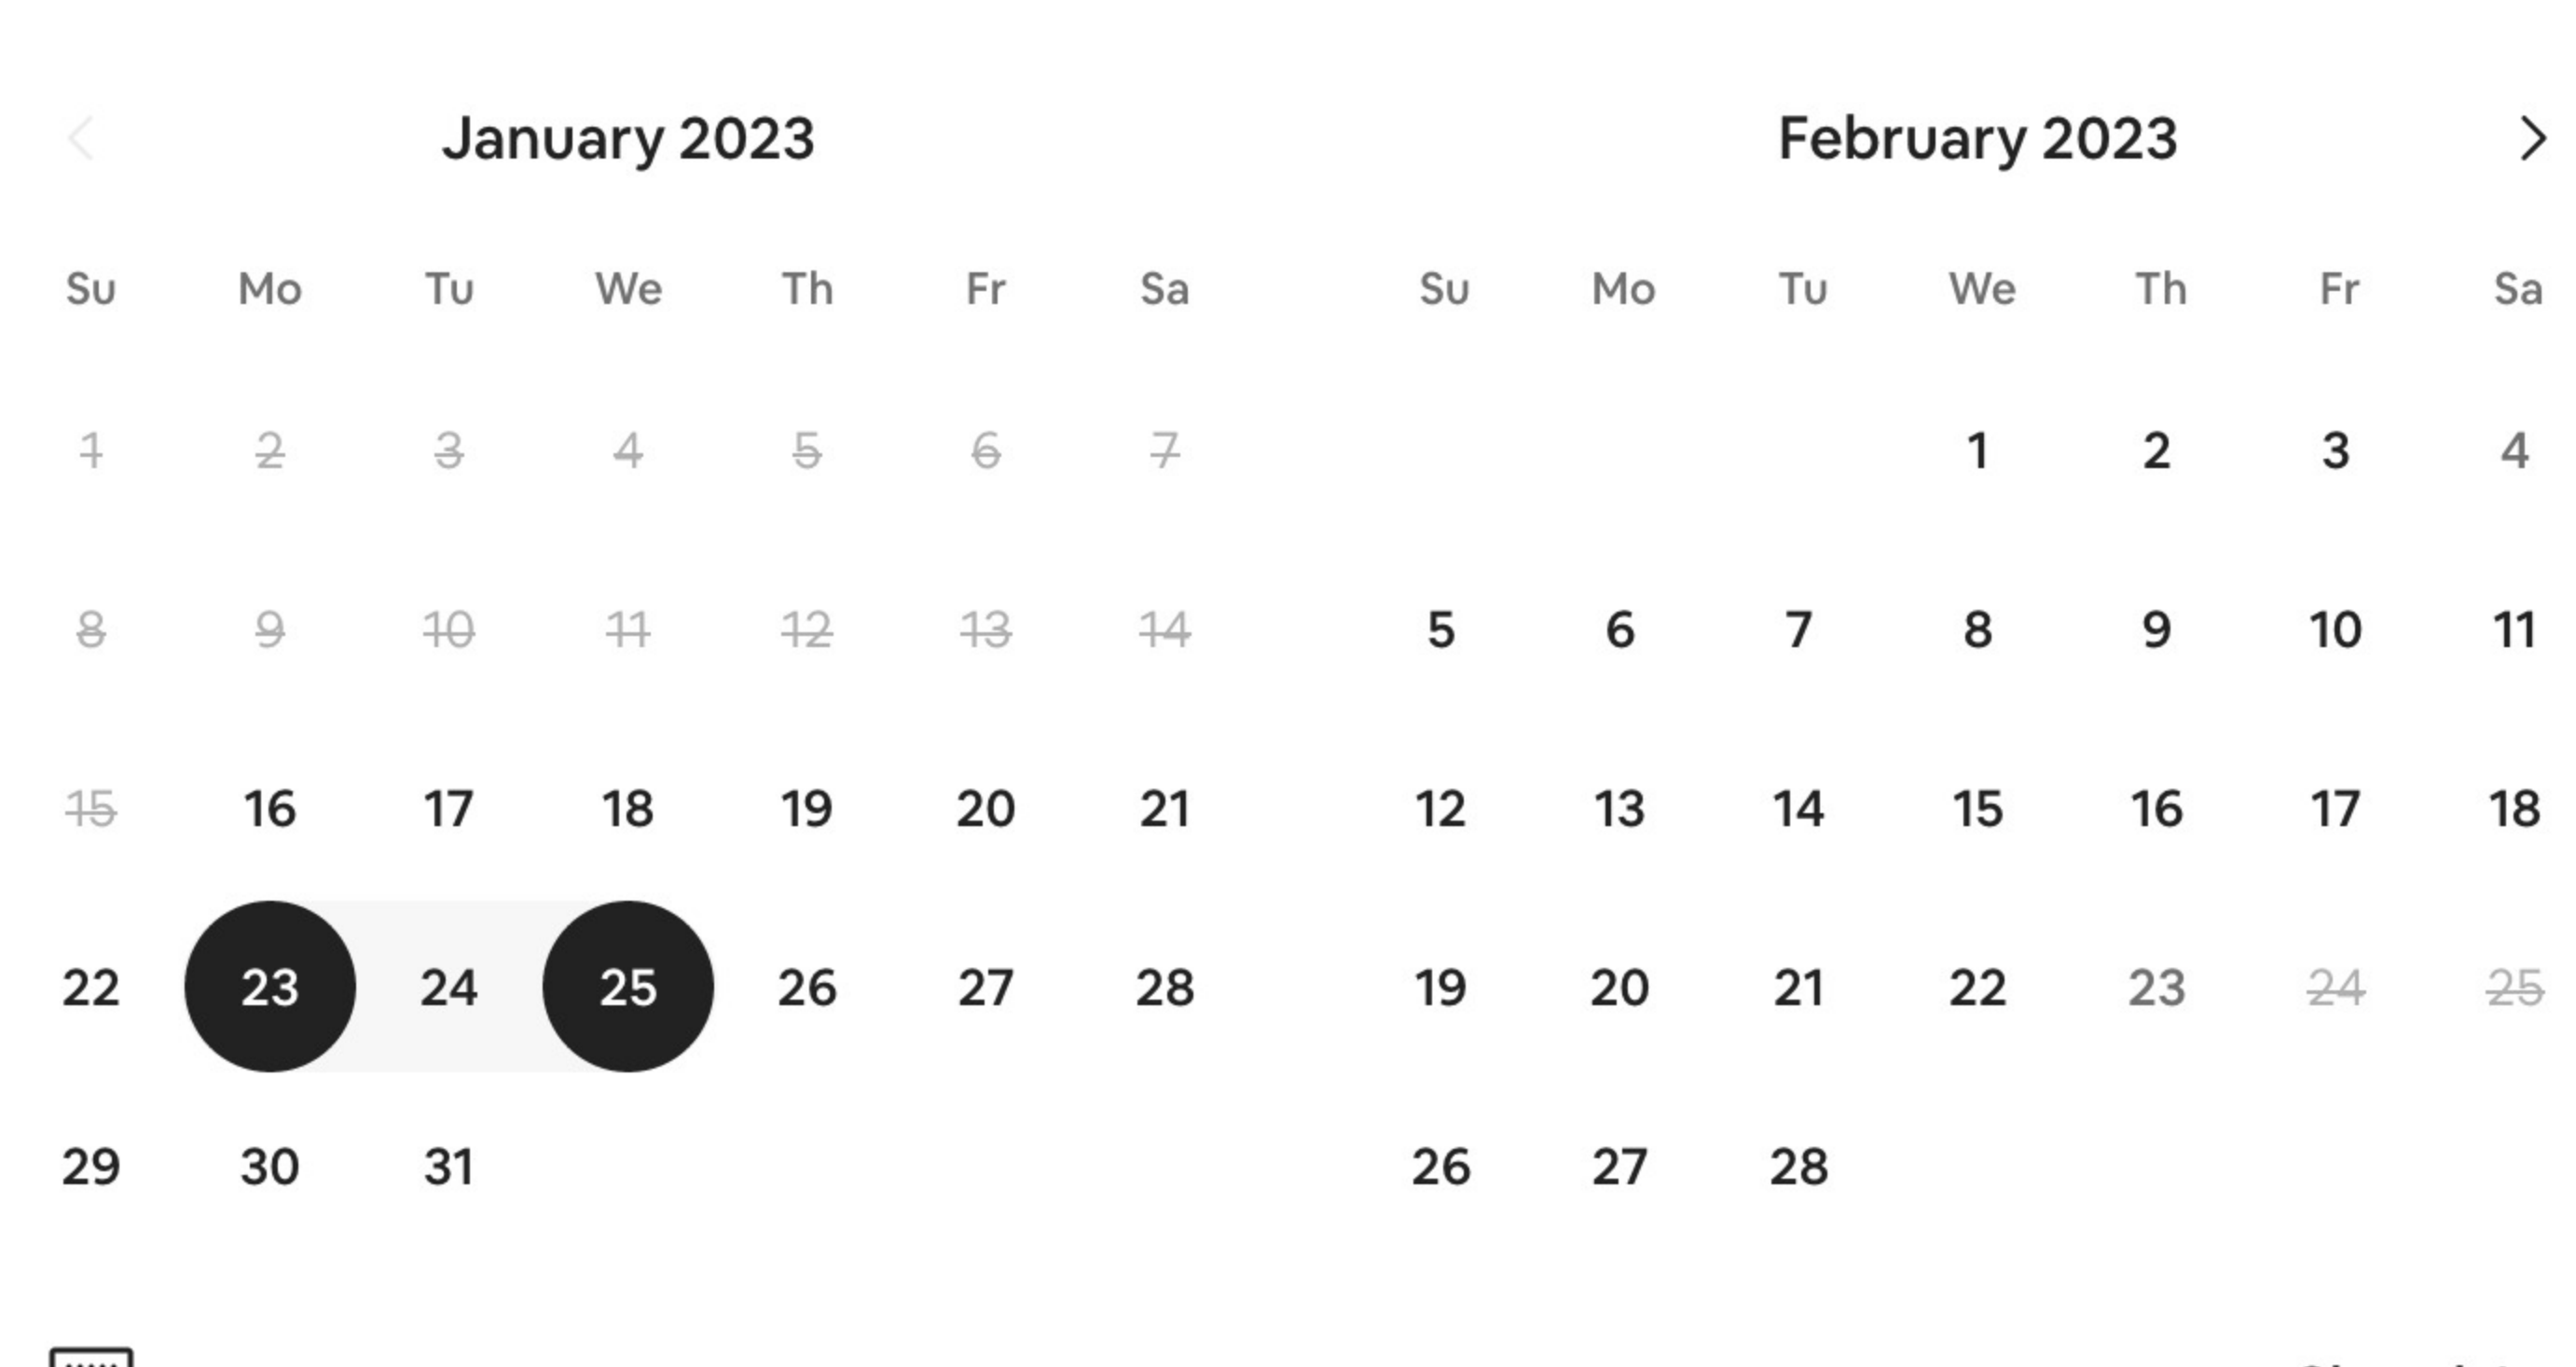 January 2023
Su Mo Tu We Th Fr Sa
1 2 3 4 5 6 7
8 9 10 11 12 13 14
15 16 17 18 19 20 21
22 23 24 25 26 27 28
29 30 31
February 2023
Su Mo Tu We Th Fr Sa
1 2 3 4
5 6 7 8 9 10 11
12 13 14 15 16 17 18
19 20 21 22 23 24 25
26 27 28